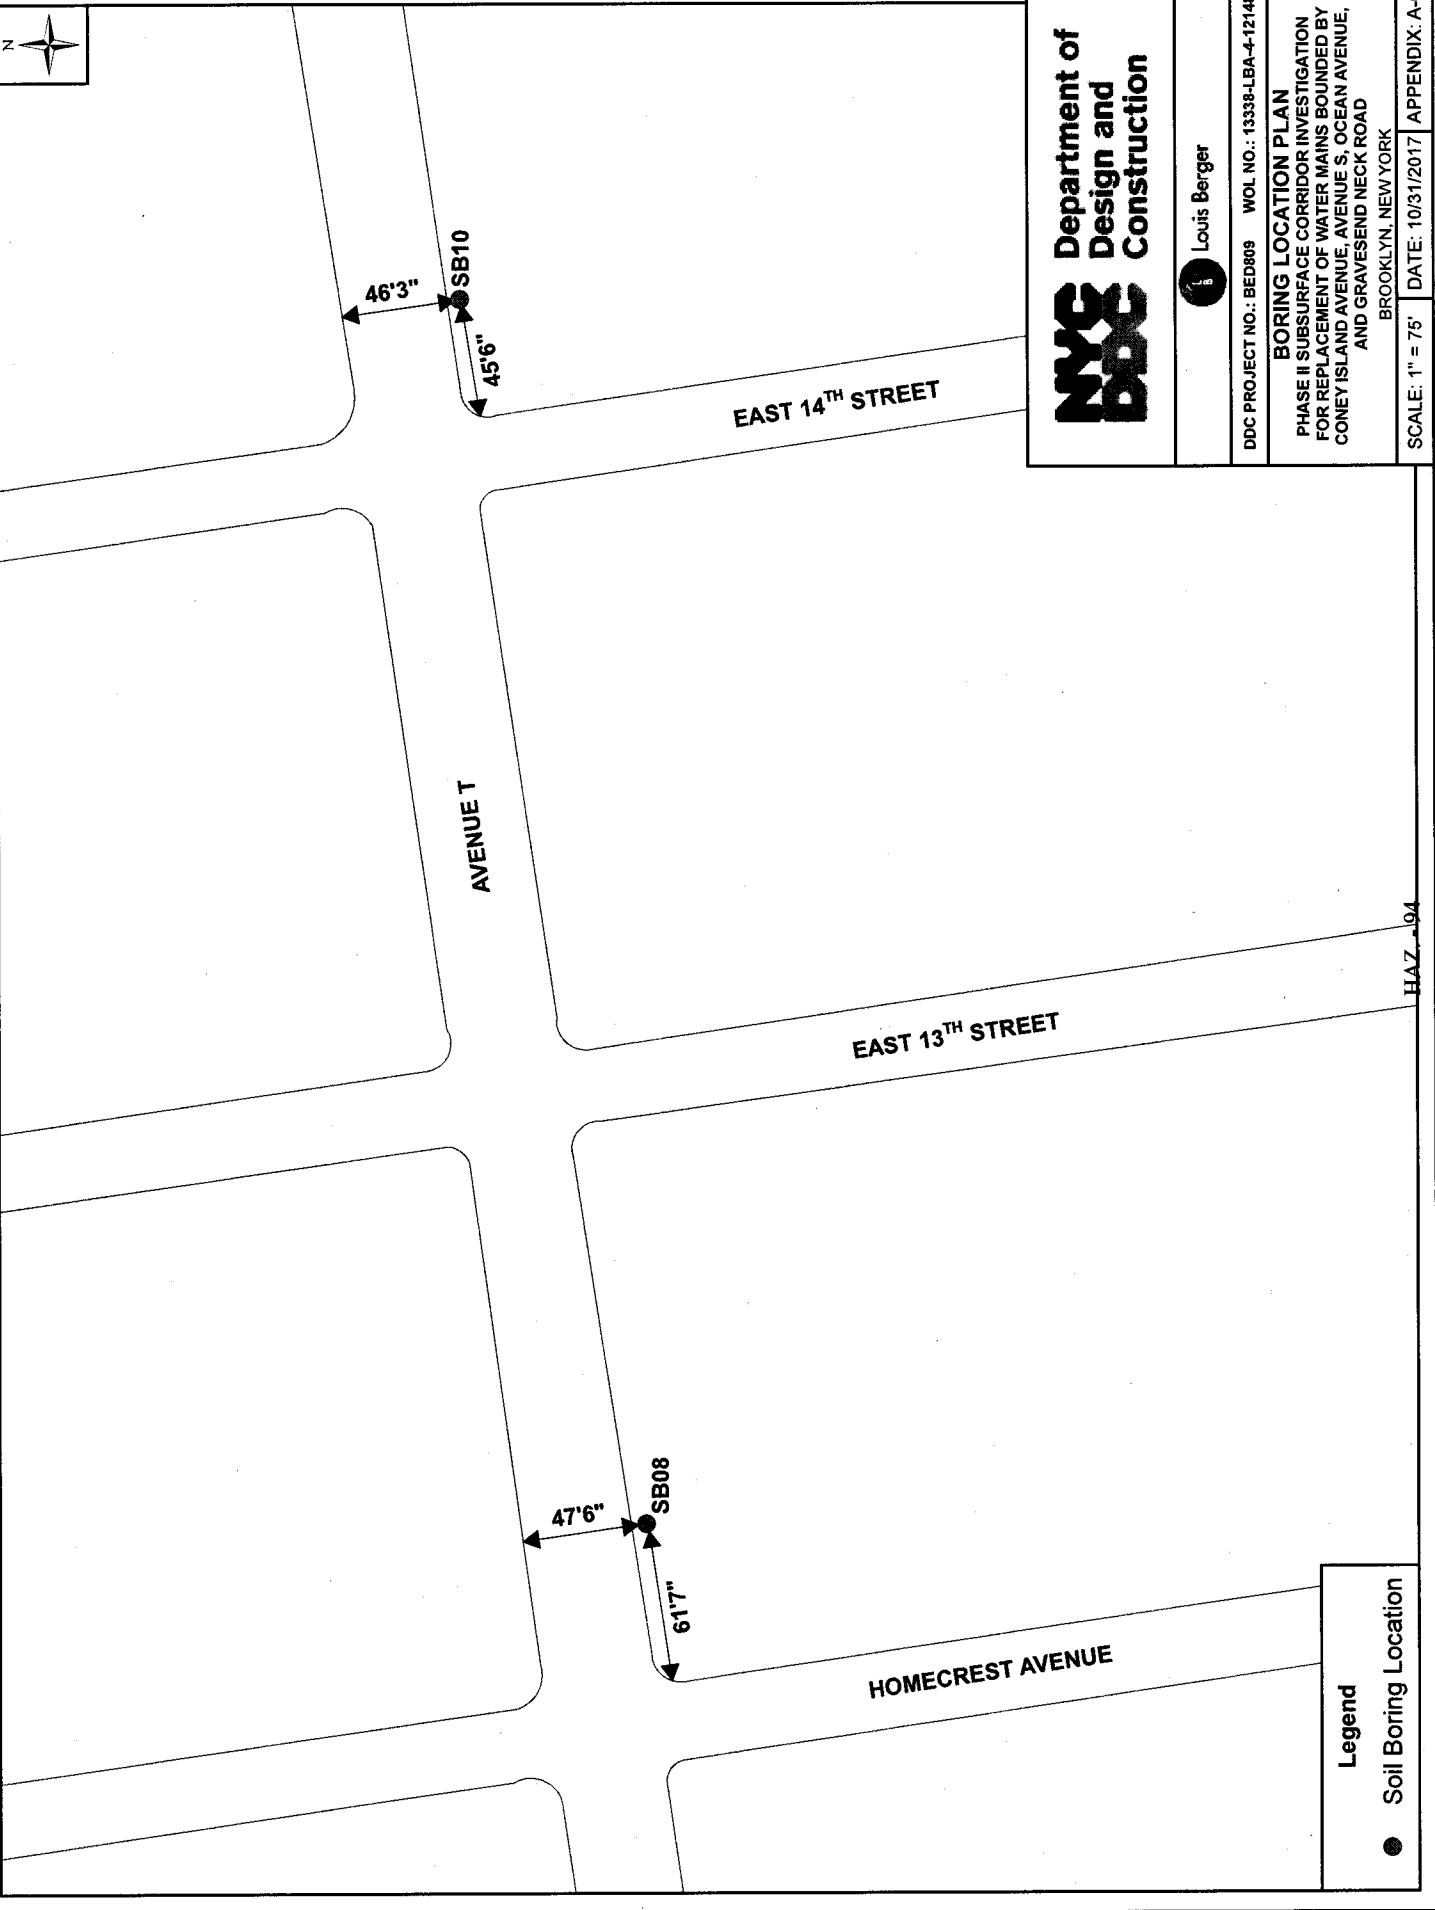 N
46'3"
SB10
45'6"
EAST 14TH STREET
AVENUE T
EAST 13TH STREET
47'6"
SB08
61'7"
HOMECREST AVENUE
Legend
Soil Boring Location
NYC
DDC
Department of
Design and
Construction
Louis Berger
DDC PROJECT NO.: BED809 WOL NO.: 13338-LBA-4-12148
BORING LOCATION PLAN
PHASE II SUBSURFACE CORRIDOR INVESTIGATION
FOR REPLACEMENT OF WATER MAINS BOUNDED BY
CONEY ISLAND AVENUE, AVENUE S, OCEAN AVENUE,
AND GRAVESEND NECK ROAD
BROOKLYN, NEW YORK
SCALE: 1" = 75' DATE: 10/31/2017 APPENDIX: A-
HAZ. - 94